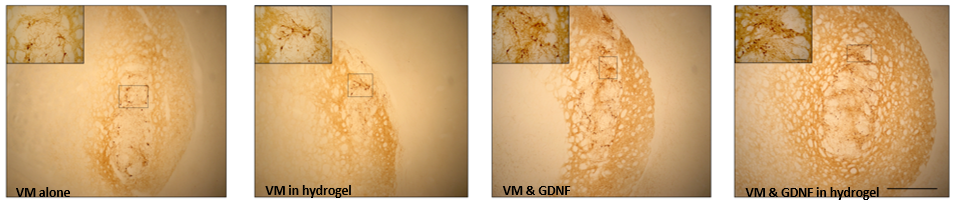 VM alone
VM in hydrogel
VM & GDNF
VM & GDNF in hydrogel